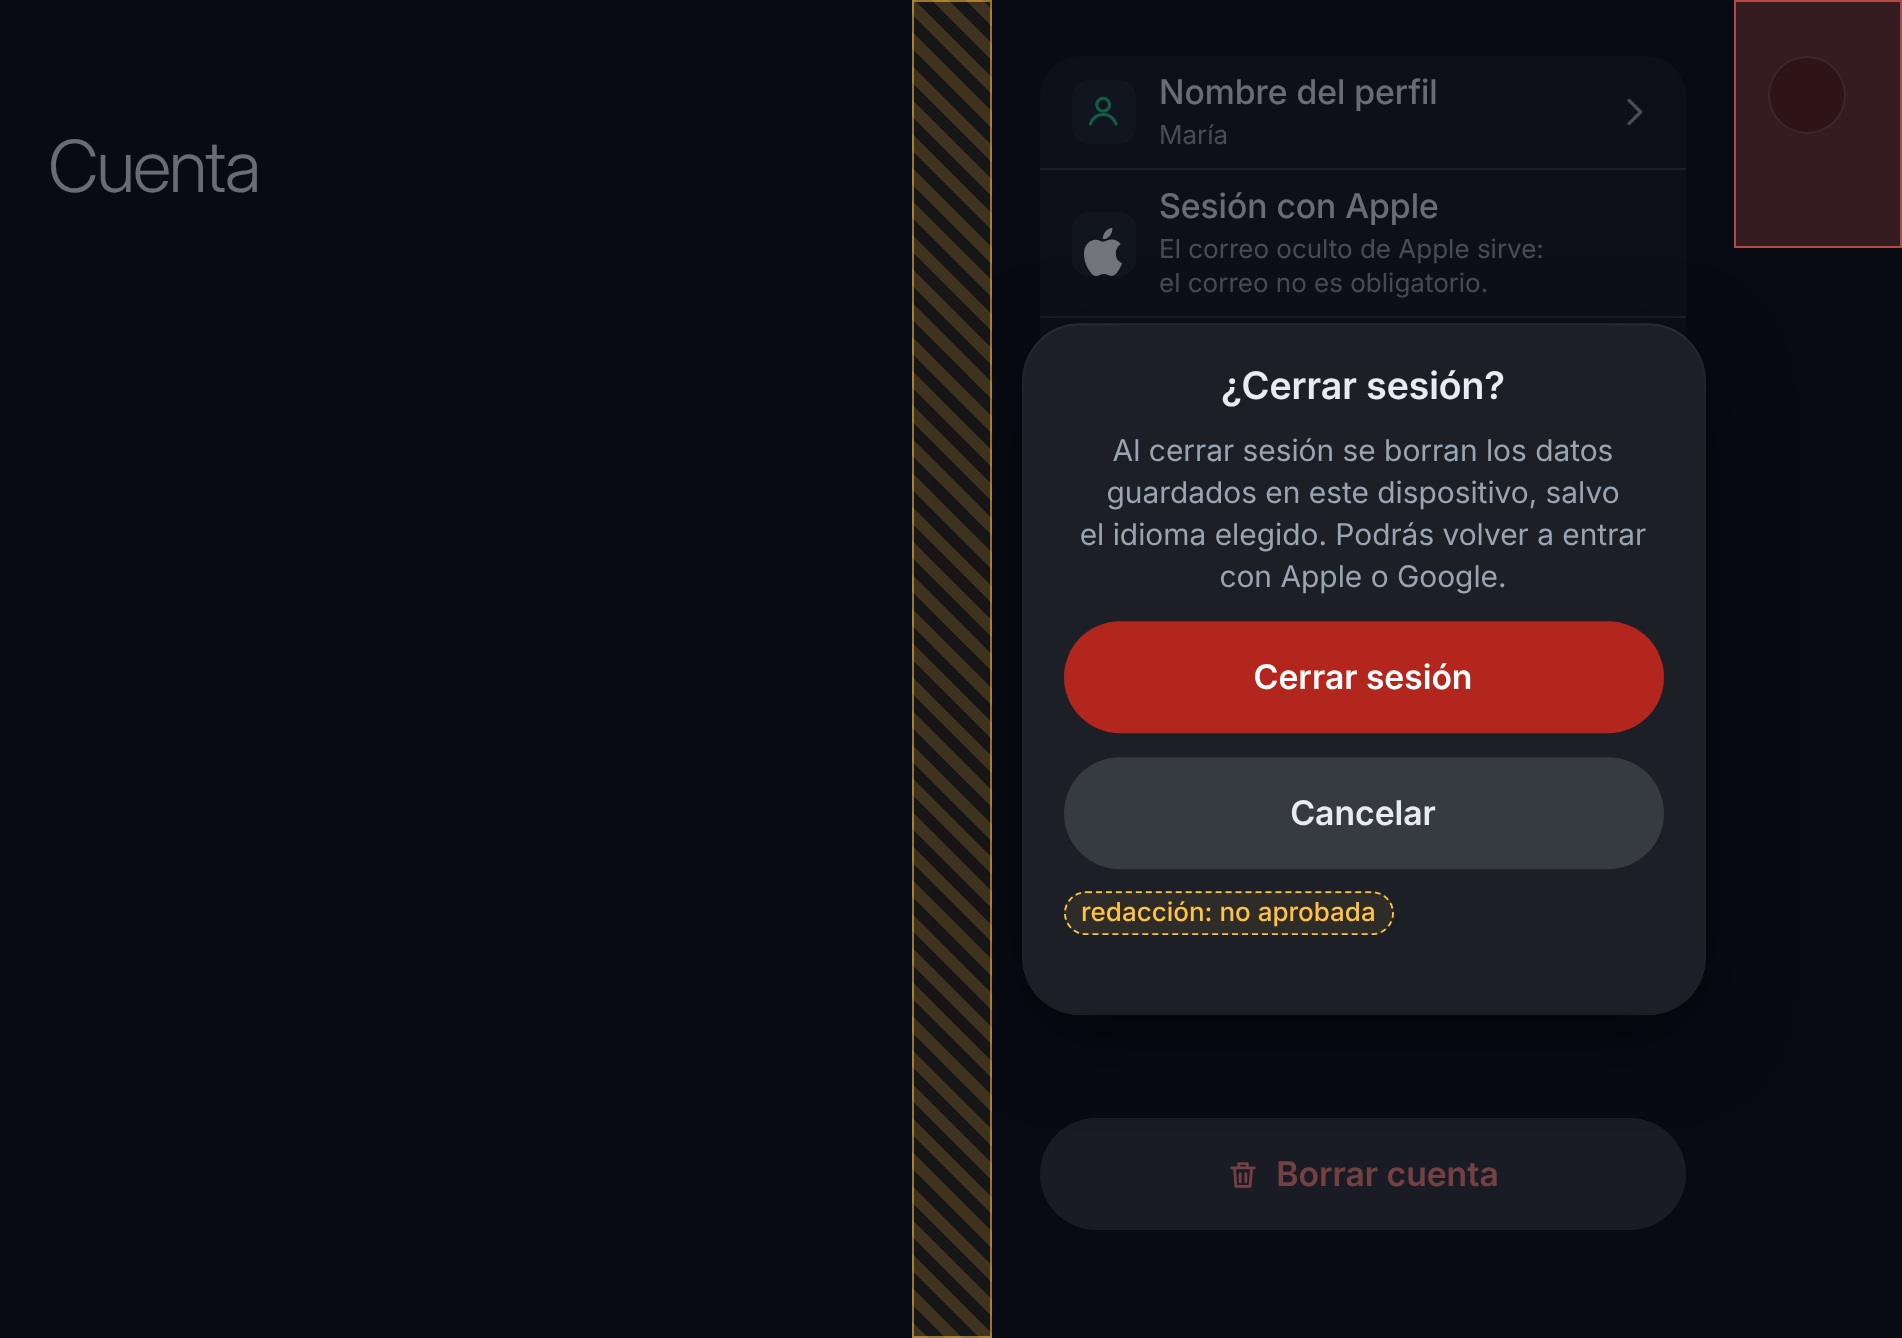 Cuenta
Nombre del perfil
María
Sesión con Apple
El correo oculto de Apple sirve:
el correo no es obligatorio.
¿Cerrar sesión?
Al cerrar sesión se borran los datos
guardados en este dispositivo, salvo
el idioma elegido. Podrás volver a entrar
con Apple o Google.
Cerrar sesión
Cancelar
redacción: no aprobada
Borrar cuenta